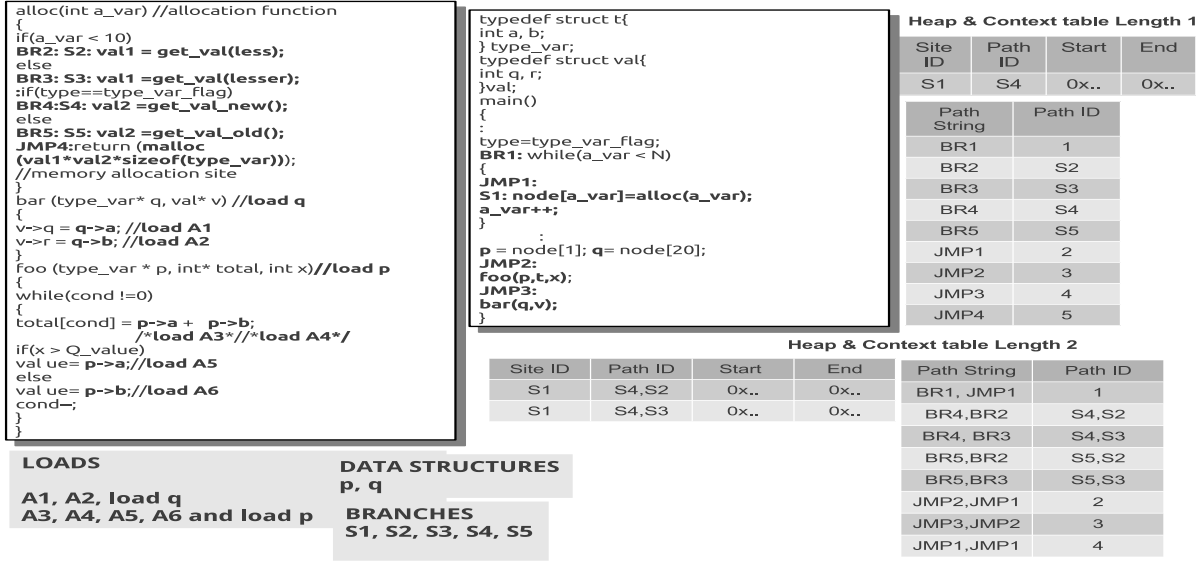 alloc(int a_var) //allocation function
{
if(a_var < 10)
BR2: S2: val1 = get_val(less);
else
BR3: S3: val1 =get_val(lesser);
:if(type==type_var_flag)
BR4:S4: val2 =get_val_new();
else
BR5: S5: val2 =get_val_old();
JMP4:return (malloc
(val1*val2*sizeof(type_var)));
//memory allocation site
}
bar (type_var* q, val* v) //load q
{
v->q = q->a; //load A1
v->r = q->b; //load A2
}
foo (type_var * p, int* total, int x)//load p
{
while(cond !=0)
{
total[cond] = p->a + p->b;
/*load A3*//*load A4*/
if(x > Q_value)
val ue= p->a;//load A5
else
val ue= p->b;//load A6
cond--;
}
}
typedef struct t{
int a, b;
} type_var;
typedef struct val{
int q, r;
}val;
main()
{
:
type=type_var_flag;
BR1: while(a_var < N)
{
JMP1:
S1: node[a_var]=alloc(a_var);
a_var++;
}
:
p = node[1]; q= node[20];
JMP2:
foo(p,t,x);
JMP3:
bar(q,v);
}
Heap & Context table Length 1
Site ID Path ID Start End
S1 S4 0x.. 0x..
Path String Path ID
BR1 1
BR2 S2
BR3 S3
BR4 S4
BR5 S5
JMP1 2
JMP2 3
JMP3 4
JMP4 5
Heap & Context table Length 2
Site ID Path ID Start End
S1 S4,S2 0x.. 0x..
S1 S4,S3 0x.. 0x..
Path String Path ID
BR1, JMP1 1
BR4,BR2 S4,S2
BR4, BR3 S4,S3
BR5,BR2 S5,S2
BR5,BR3 S5,S3
JMP2,JMP1 2
JMP3,JMP2 3
JMP1,JMP1 4
LOADS
A1, A2, load q
A3, A4, A5, A6 and load p
DATA STRUCTURES
p, q
BRANCHES
S1, S2, S3, S4, S5